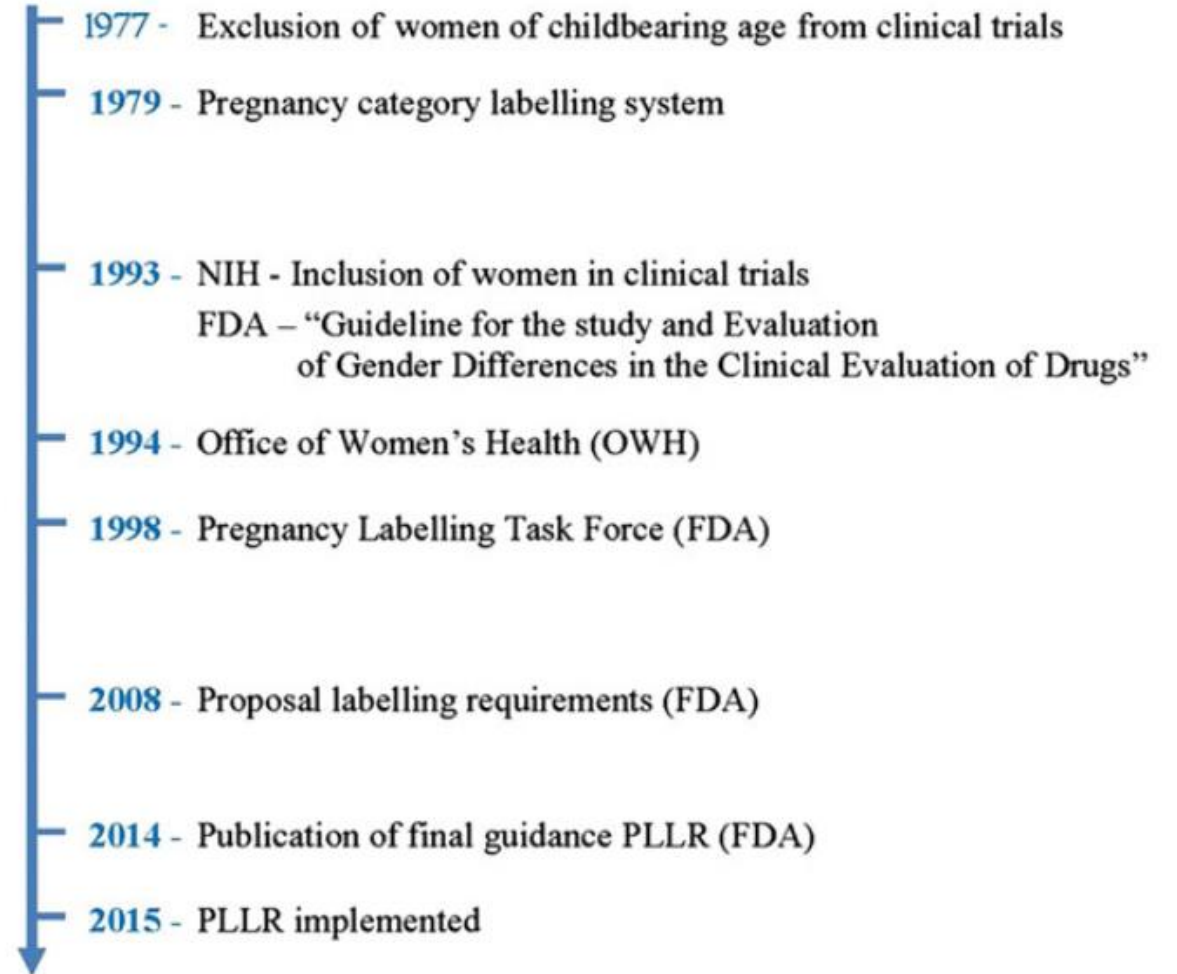 1977 - Exclusion of women of childbearing age from clinical trials
1979 - Pregnancy category labelling system
1993 - NIH - Inclusion of women in clinical trials
FDA – “Guideline for the study and Evaluation
of Gender Differences in the Clinical Evaluation of Drugs”
1994 - Office of Women’s Health (OWH)
1998 - Pregnancy Labelling Task Force (FDA)
2008 - Proposal labelling requirements (FDA)
2014 - Publication of final guidance PLLR (FDA)
2015 - PLLR implemented